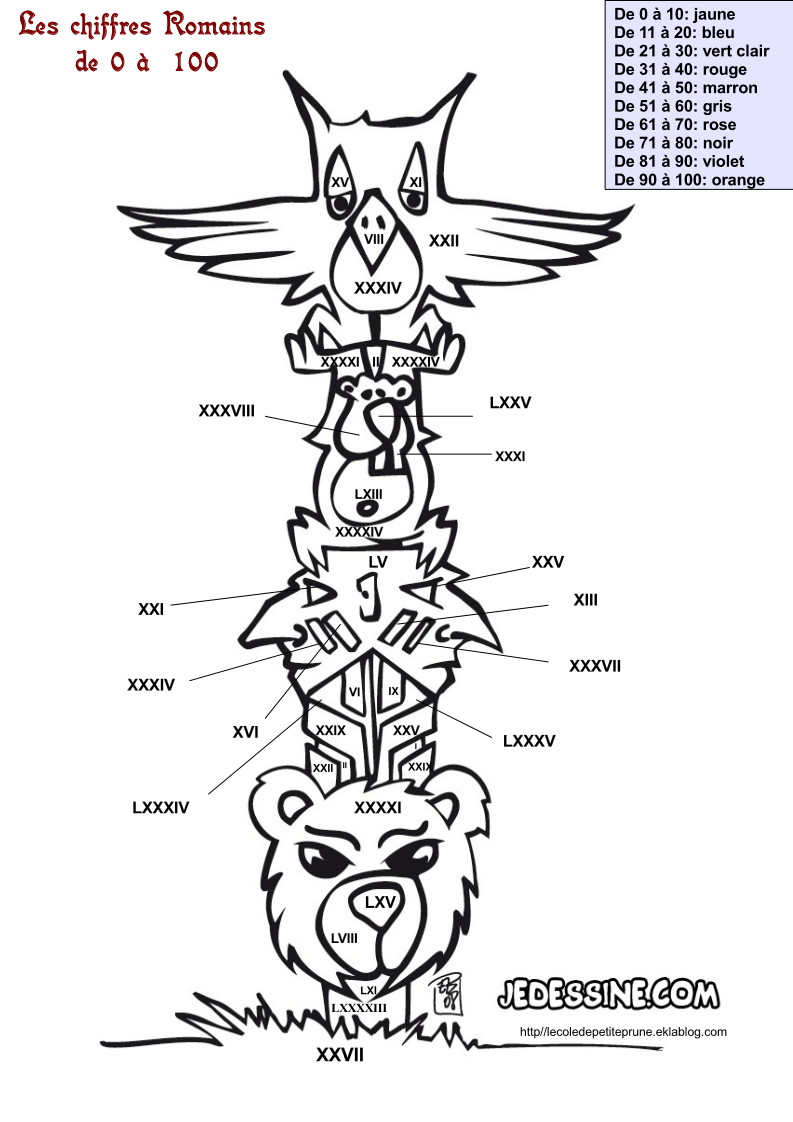 Les chiffres Romains
de 0 à 100
De 0 à 10: jaune
De 11 à 20: bleu
De 21 à 30: vert clair
De 31 à 40: rouge
De 41 à 50: marron
De 51 à 60: gris
De 61 à 70: rose
De 71 à 80: noir
De 81 à 90: violet
De 90 à 100: orange
XV
XI
VIII
XXII
XXXIV
XXXXI
II
XXXXIV
XXXVIII
LXXV
XXXI
LXIII
XXXXIV
LV
XXV
XXI
XIII
XXXVII
XXXIV
VI
IX
XVI
XXIX
XXV
LXXXV
I
XXII
II
XXIX
LXXXIV
XXXXI
LXV
LVIII
LXI
LXXXXIII
JEDESSINE.COM
http//lecoledepetiteprune.eklablog.com
XXVII